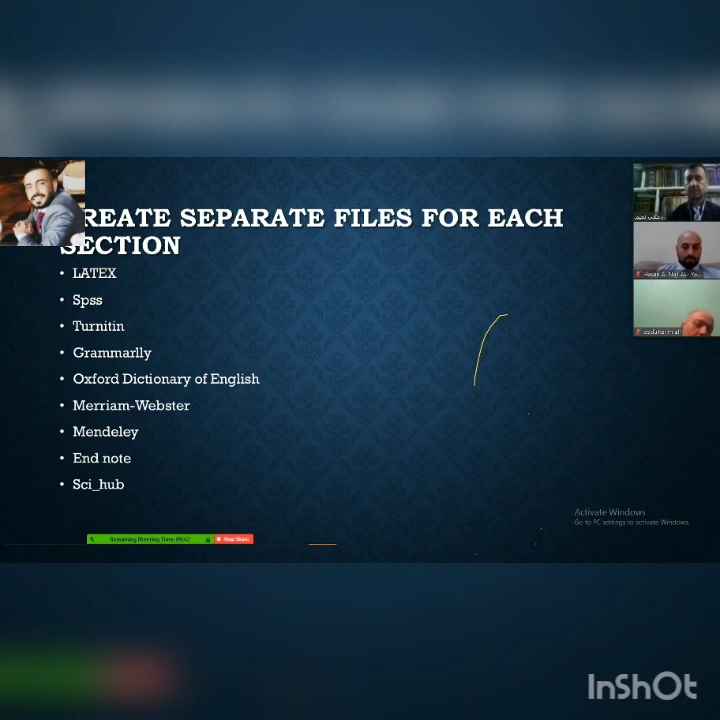 REATE SEPARATE FILES FOR EACH
SECTION
• LATEX
• Spss
• Turnitin
• Grammarlly
• Oxford Dictionary of English
• Merriam-Webster
• Mendeley
• End note
• Sci_hub
Activate Windows
Go to PC settings to activate Windows.
Remaining Meeting Time: 09:42
Stop Share
InShOt